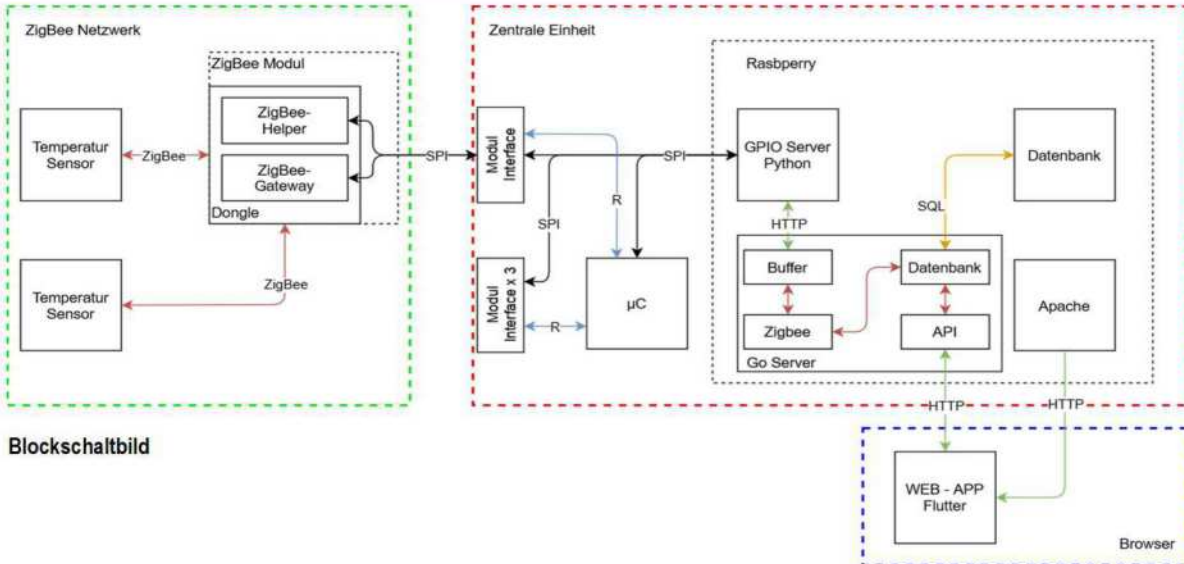 ZigBee Netzwerk
ZigBee Modul
ZigBee-
Helper
ZigBee-
Gateway
Dongle
Temperatur
Sensor
ZigBee
Temperatur
Sensor
ZigBee
SPI
Zentrale Einheit
Modul
Interface
R
SPI
SPI
Modul
Interface x 3
R
µC
Rasbperry
GPIO Server
Python
HTTP
Datenbank
SQL
Buffer
Datenbank
Zigbee
API
Go Server
Apache
HTTP
HTTP
WEB - APP
Flutter
Browser
Blockschaltbild